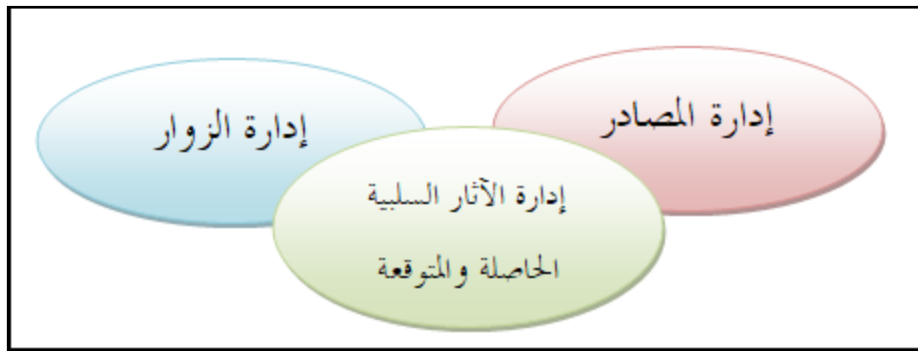 إدارة المصادر
إدارة الزوار
إدارة الآثار السلبية
الحاصلة والمتوقعة